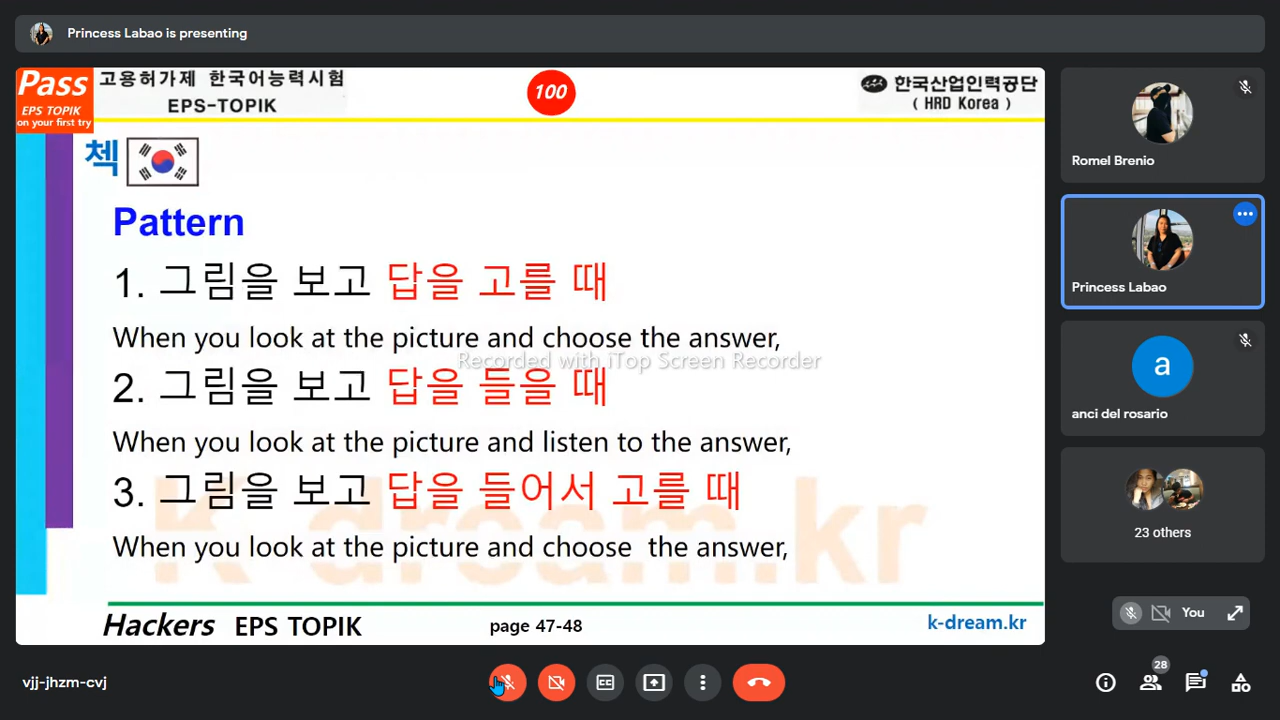 Princess Labao is presenting
Pass
EPS TOPIK
on your first try
고용허가제 한국어능력시험
EPS-TOPIK
100
한국산업인력공단
( HRD Korea )
첵
Pattern
1. 그림을 보고 답을 고를 때
When you look at the picture and choose the answer,
Recorded with iTop Screen Recorder
2. 그림을 보고 답을 들을 때
When you look at the picture and listen to the answer,
3. 그림을 보고 답을 들어서 고를 때
When you look at the picture and choose the answer,
K-dream.kr
Hackers EPS TOPIK
page 47-48
k-dream.kr
Romel Brenio
Princess Labao
a
anci del rosario
23 others
You
vjj-jhzm-cvj
CC
28